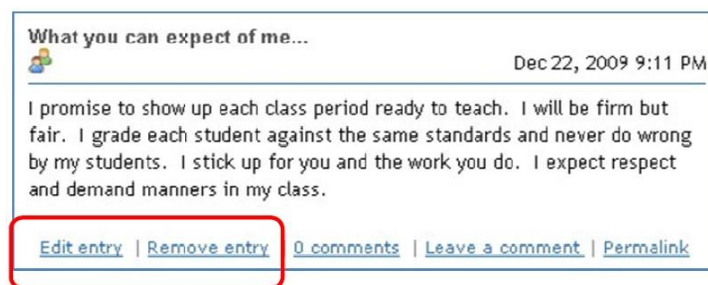 What you can expect of me...
Dec 22, 2009 9:11 PM
I promise to show up each class period ready to teach. I will be firm but
fair. I grade each student against the same standards and never do wrong
by my students. I stick up for you and the work you do. I expect respect
and demand manners in my class.
Edit entry | Remove entry | 0 comments | Leave a comment | Permalink